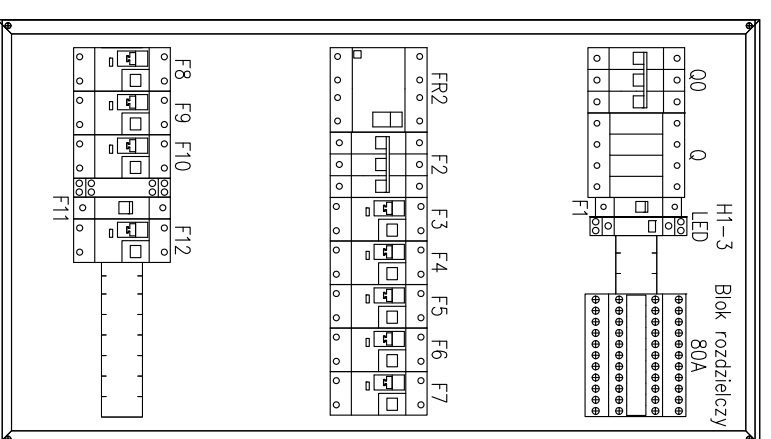 H1-3 Blok rozdzielczy
LED 80A
Q0
Q
F1
FR2
F2
F3
F4
F5
F6
F7
F8
F9
F10
F11
F12